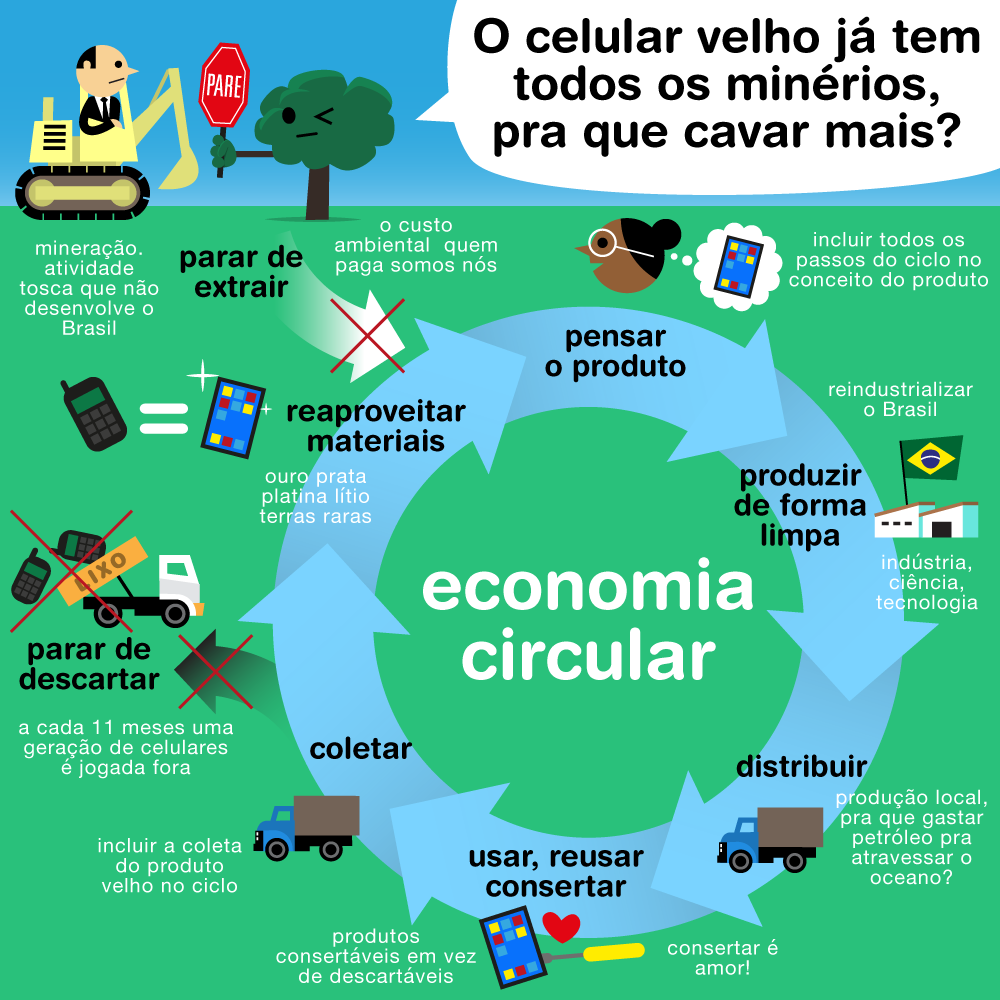 O celular velho já tem
todos os minérios,
pra que cavar mais?
PARE
mineração.
atividade
tosca que não
desenvolve o
Brasil
parar de
extrair
o custo
ambiental quem
paga somos nós
incluir todos os
passos do ciclo no
conceito do produto
pensar
o produto
reindustrializar
o Brasil
produzir
de forma
limpa
indústria,
ciência,
tecnologia
reaproveitar
materiais
ouro prata
platina lítio
terras raras
economia
circular
LIXO
parar de
descartar
a cada 11 meses uma
geração de celulares
é jogada fora
coletar
incluir a coleta
do produto
velho no ciclo
distribuir
produção local,
pra que gastar
petróleo pra
atravessar o
oceano?
usar, reusar
consertar
produtos
consertáveis em vez
de descartáveis
consertar é
amor!